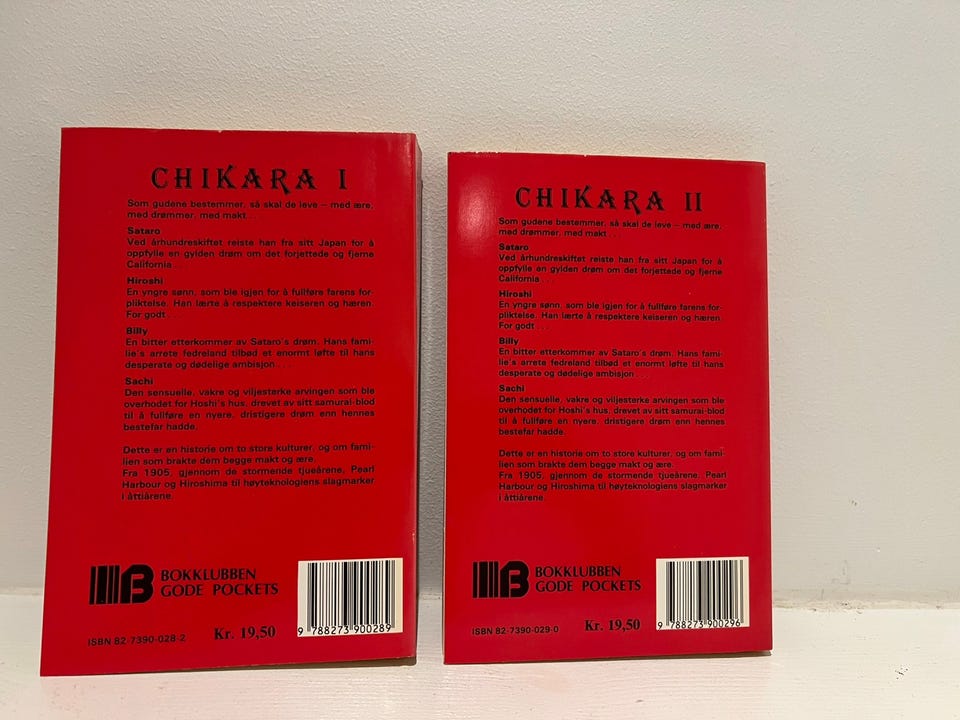 CHIKARA I
Som gudene bestemmer, så skal de leve – med ære,
med drømmer, med makt . . .
Sataro
Ved århundreskiftet reiste han fra sitt Japan for å
oppfylle en gylden drøm om det forjettede og fjerne
California . . .
Hiroshi
En yngre sønn, som ble igjen for å fullføre farens for-
pliktelse. Han lærte å respektere keiseren og hæren.
For godt . . .
Billy
En bitter etterkommer av Sataro's drøm. Hans fami-
lie's arrete fedreland tilbød et enormt løfte til hans
desperate og dødelige ambisjon . .
Sachi
Den sensuelle, vakre og viljesterke arvingen som ble
overhodet for Hoshi's hus, drevet av sitt samurai-blod
til å fullføre en nyere, dristigere drøm enn hennes
bestefar hadde.
Dette er en historie om to store kulturer, og om fami-
lien som brakte dem begge makt og ære.
Fra 1905, gjennom de stormende tjueårene, Pearl
Harbour og Hiroshima til høyteknologiens slagmarker
i åttiårene.
B BOKKLUBBEN
GODE POCKETS
ISBN 82-7390-028-2
Kr. 19,50
9 788273 900289
CHIKARA II
Som gudene bestemmer, så skal de leve – med ære,
med drømmer, med makt . . .
Sataro
Ved århundreskiftet reiste han fra sitt Japan for å
oppfylle en gylden drøm om det forjettede og fjerne
California . . .
Hiroshi
En yngre sønn, som ble igjen for å fullføre farens for-
pliktelse. Han lærte å respektere keiseren og hæren.
For godt . . .
Billy
En bitter etterkommer av Sataro's drøm. Hans fami-
lie's arrete fedreland tilbød et enormt løfte til hans
desperate og dødelige ambisjon . .
Sachi
Den sensuelle, vakre og viljesterke arvingen som ble
overhodet for Hoshi's hus, drevet av sitt samurai-blod
til å fullføre en nyere, dristigere drøm enn hennes
bestefar hadde.
Dette er en historie om to store kulturer, og om fami-
lien som brakte dem begge makt og ære.
Fra 1905, gjennom de stormende tjueårene, Pearl
Harbour og Hiroshima til høyteknologiens slagmarker
i åttiårene.
B BOKKLUBBEN
GODE POCKETS
ISBN 82-7390-029-0
Kr. 19,50
9 788273 900296